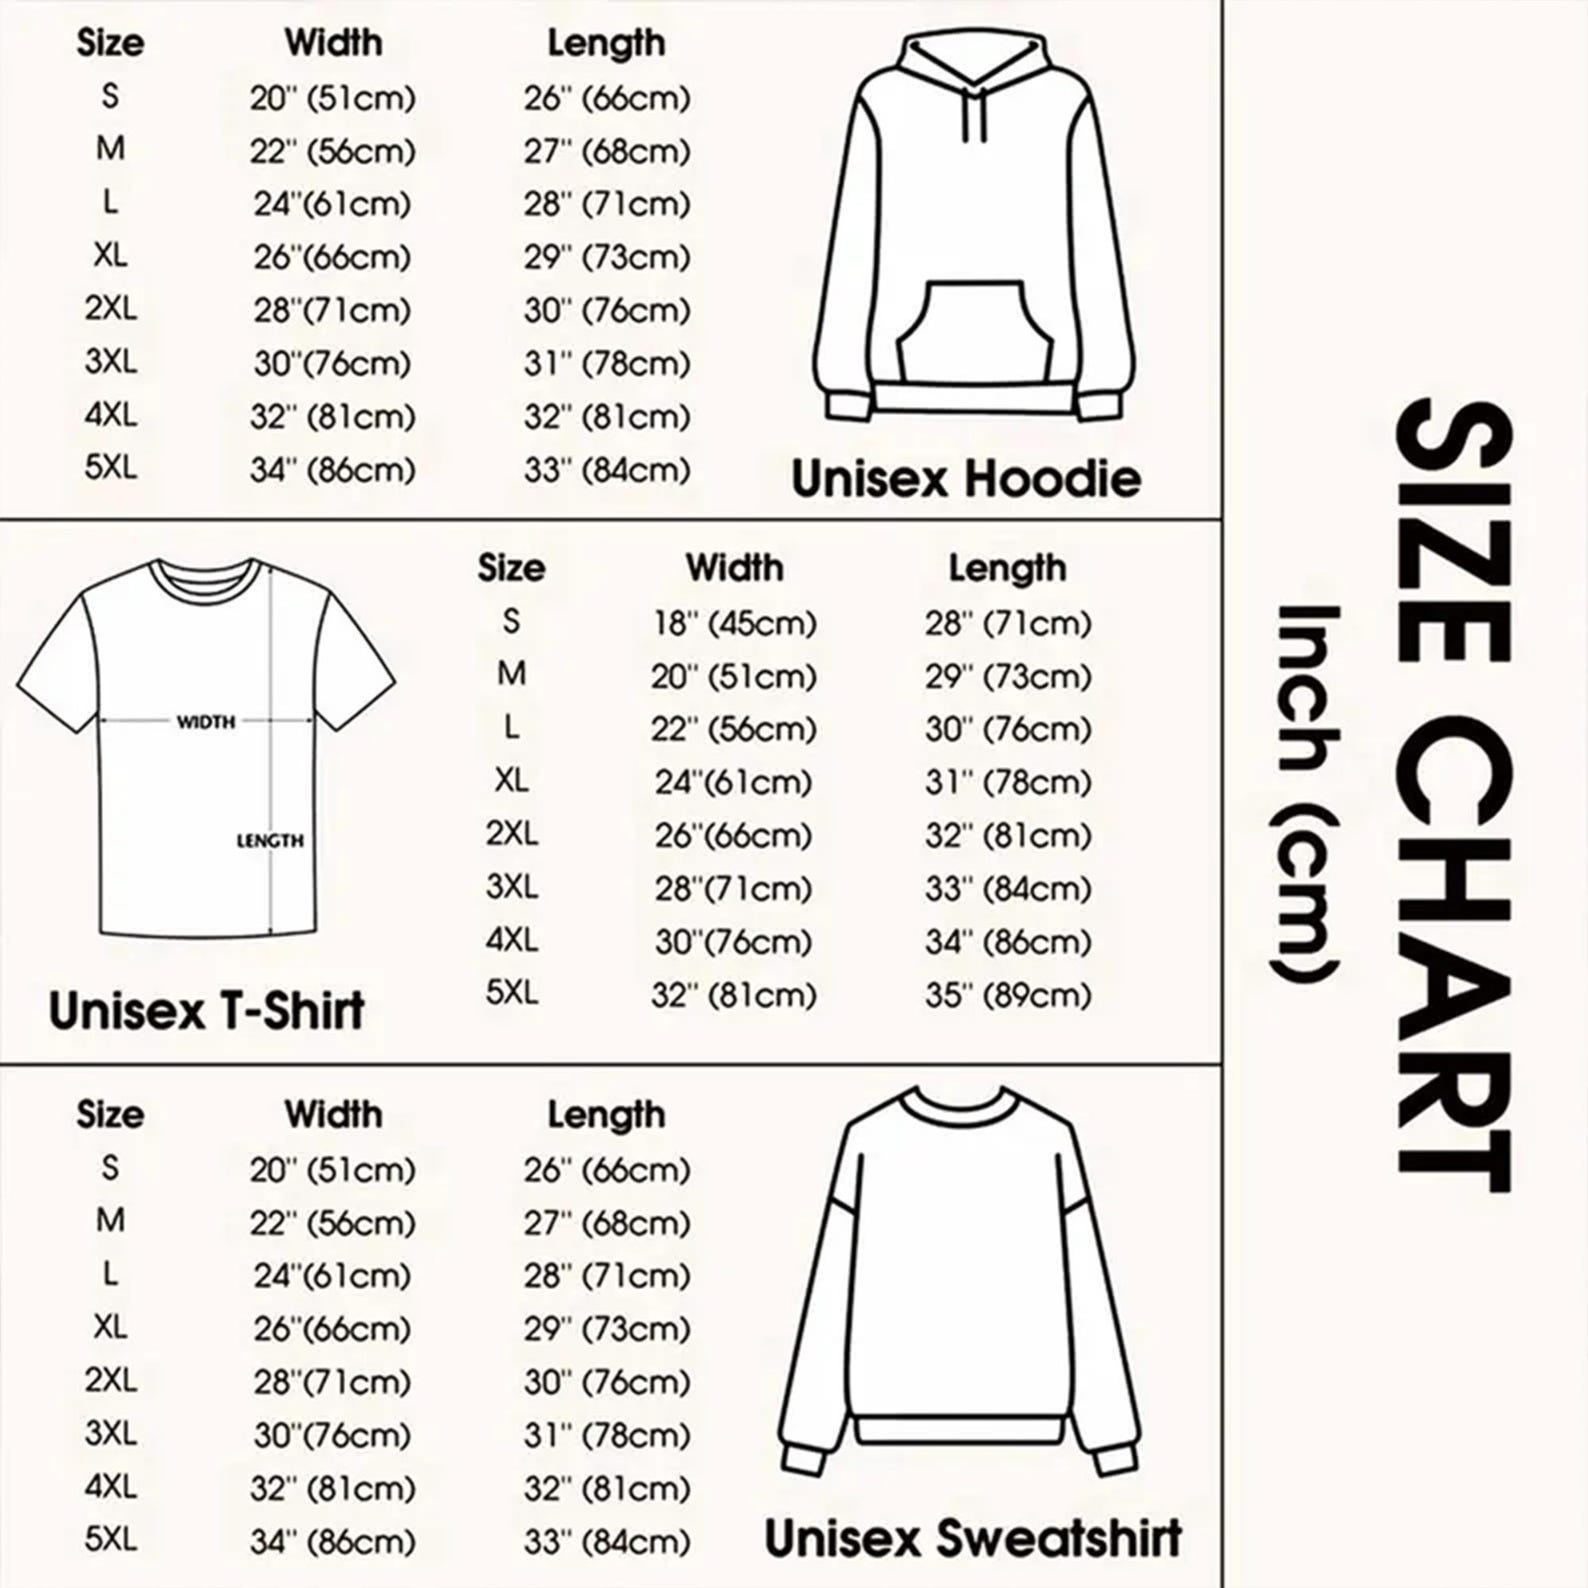 Size Width Length
S 20" (51cm) 26" (66cm)
M 22" (56cm) 27" (68cm)
L 24"(61cm) 28" (71cm)
XL 26"(66cm) 29" (73cm)
2XL 28"(71cm) 30" (76cm)
3XL 30"(76cm) 31" (78cm)
4XL 32" (81cm) 32" (81cm)
5XL 34" (86cm) 33" (84cm)
Unisex Hoodie
Size Width Length
S 18" (45cm) 28" (71cm)
M 20" (51cm) 29" (73cm)
L 22" (56cm) 30" (76cm)
XL 24"(61cm) 31" (78cm)
2XL 26"(66cm) 32" (81cm)
3XL 28"(71cm) 33" (84cm)
4XL 30"(76cm) 34" (86cm)
5XL 32" (81cm) 35" (89cm)
WIDTH
LENGTH
Unisex T-Shirt
Size Width Length
S 20" (51cm) 26" (66cm)
M 22" (56cm) 27" (68cm)
L 24"(61cm) 28" (71cm)
XL 26"(66cm) 29" (73cm)
2XL 28"(71cm) 30" (76cm)
3XL 30"(76cm) 31" (78cm)
4XL 32" (81cm) 32" (81cm)
5XL 34" (86cm) 33" (84cm)
Unisex Sweatshirt
SIZE CHART
Inch (cm)